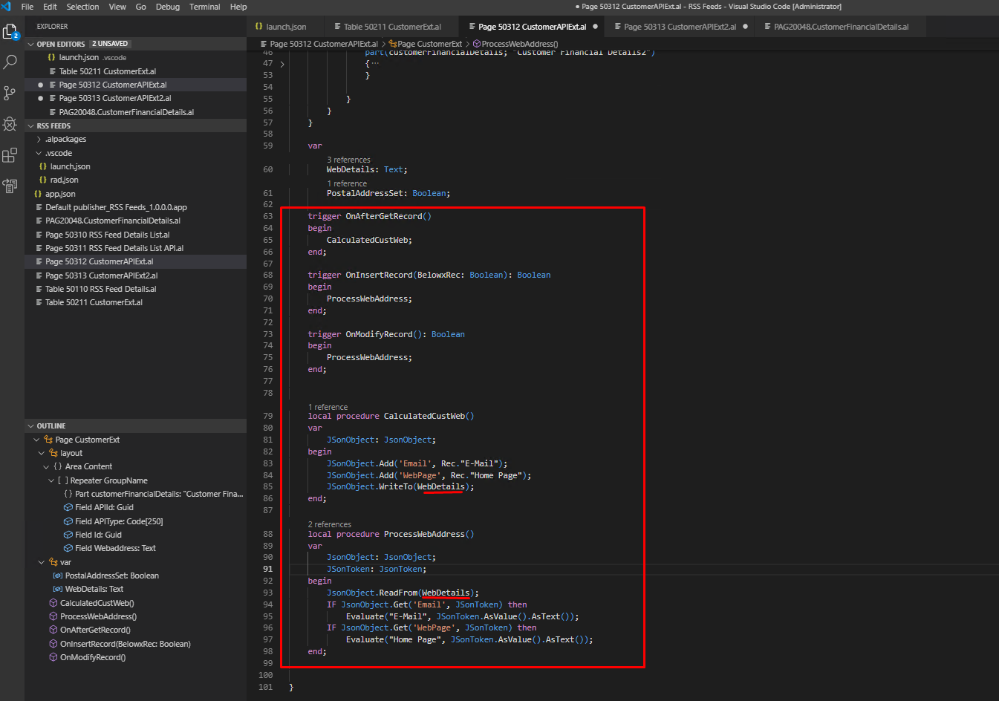 File Edit Selection View Go Debug Terminal Help
● Page 50312 CustomerAPIExt.al - RSS Feeds - Visual Studio Code [Administrator]
2
EXPLORER
OPEN EDITORS 2 UNSAVED
{} launch.json .vscode
Table 50211 CustomerExt.al
● Page 50312 CustomerAPIExt.al
● Page 50313 CustomerAPIExt2.al
PAG20048.CustomerFinancialDetails.al
RSS FEEDS
.alpackages
.vscode
{} launch.json
{} rad.json
{} app.json
Default publisher_RSS Feeds_1.0.0.0.app
PAG20048.CustomerFinancialDetails.al
Page 50310 RSS Feed Details List.al
Page 50311 RSS Feed Details List API.al
Page 50312 CustomerAPIExt.al
Page 50313 CustomerAPIExt2.al
Table 50110 RSS Feed Details.al
Table 50211 CustomerExt.al
OUTLINE
Page CustomerExt
layout
{} Area Content
[ ] Repeater GroupName
{} Part customerFinancialDetails: "Customer Fina...
Field APIId: Guid
Field APIType: Code[250]
Field Id: Guid
Field Webaddress: Text
var
PostalAddressSet: Boolean
WebDetails: Text
CalculatedCustWeb()
ProcessWebAddress()
OnAfterGetRecord()
OnInsertRecord(BelowxRec: Boolean)
OnModifyRecord()
{} launch.json Table 50211 CustomerExt.al Page 50312 CustomerAPIExt.al ● Page 50313 CustomerAPIExt2.al ● PAG20048.CustomerFinancialDetails.al
Page 50312 CustomerAPIExt.al > Page CustomerExt > ProcessWebAddress()
46 part(customerFinancialDetails; "Customer Financial Details2")
47 > {···
53 }
54
55 }
56 }
57 }
58
59 var
3 references
60 WebDetails: Text;
1 reference
61 PostalAddressSet: Boolean;
62
63 trigger OnAfterGetRecord()
64 begin
65 CalculatedCustWeb;
66 end;
67
68 trigger OnInsertRecord(BelowxRec: Boolean): Boolean
69 begin
70 ProcessWebAddress;
71 end;
72
73 trigger OnModifyRecord(): Boolean
74 begin
75 ProcessWebAddress;
76 end;
77
78
1 reference
79 local procedure CalculatedCustWeb()
80 var
81 JSonObject: JsonObject;
82 begin
83 JSonObject.Add('Email', Rec."E-Mail");
84 JSonObject.Add('WebPage', Rec."Home Page");
85 JSonObject.WriteTo(WebDetails);
86 end;
87
2 references
88 local procedure ProcessWebAddress()
89 var
90 JsonObject: JsonObject;
91 JSonToken: JsonToken;
92 begin
93 JsonObject.ReadFrom(WebDetails);
94 IF JsonObject.Get('Email', JSonToken) then
95 Evaluate("E-Mail", JSonToken.AsValue().AsText());
96 IF JsonObject.Get('WebPage', JSonToken) then
97 Evaluate("Home Page", JSonToken.AsValue().AsText());
98 end;
99
100
101 }